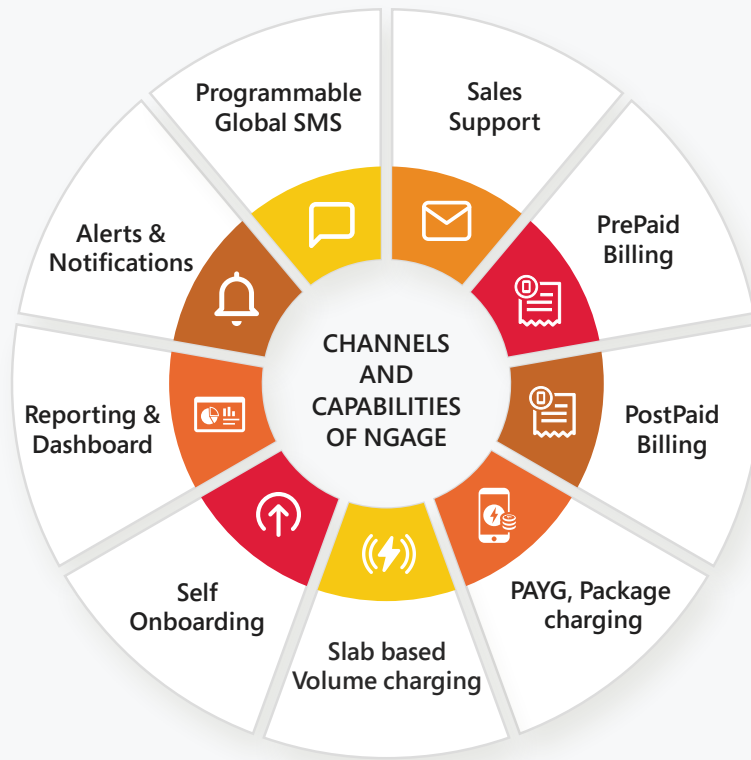 Programmable
Global SMS
Sales
Support
PrePaid
Billing
PostPaid
Billing
PAYG, Package
charging
Slab based
Volume charging
Self
Onboarding
Reporting &
Dashboard
Alerts &
Notifications
CHANNELS
AND
CAPABILITIES
OF NGAGE